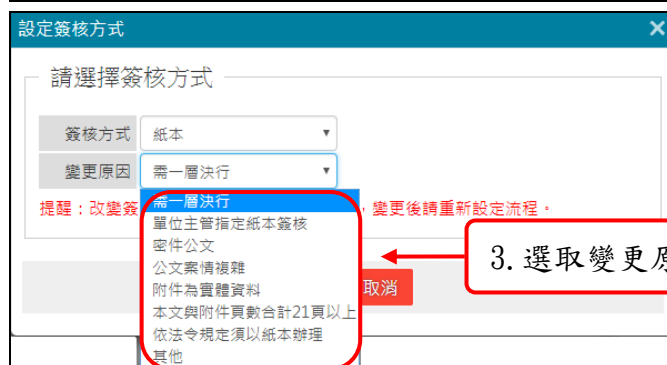 設定簽核方式
請選擇簽核方式
簽核方式 紙本
變更原因 需一層決行
需一層決行
提醒：改變簽 ，變更後請重新設定流程。
單位主管指定紙本簽核
密件公文
公文案情複雜
附件為實體資料
本文與附件頁數合計21頁以上
依法令規定須以紙本辦理
其他
取消
3.選取變更原